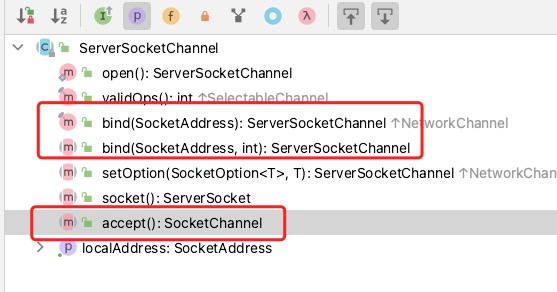 ServerSocketChannel
open(): ServerSocketChannel
validOps(): int ↑SelectableChannel
bind(SocketAddress): ServerSocketChannel ↑NetworkChannel
bind(SocketAddress, int): ServerSocketChannel
setOption(SocketOption<T>, T): ServerSocketChannel ↑NetworkChan
socket(): ServerSocket
accept(): SocketChannel
localAddress: SocketAddress